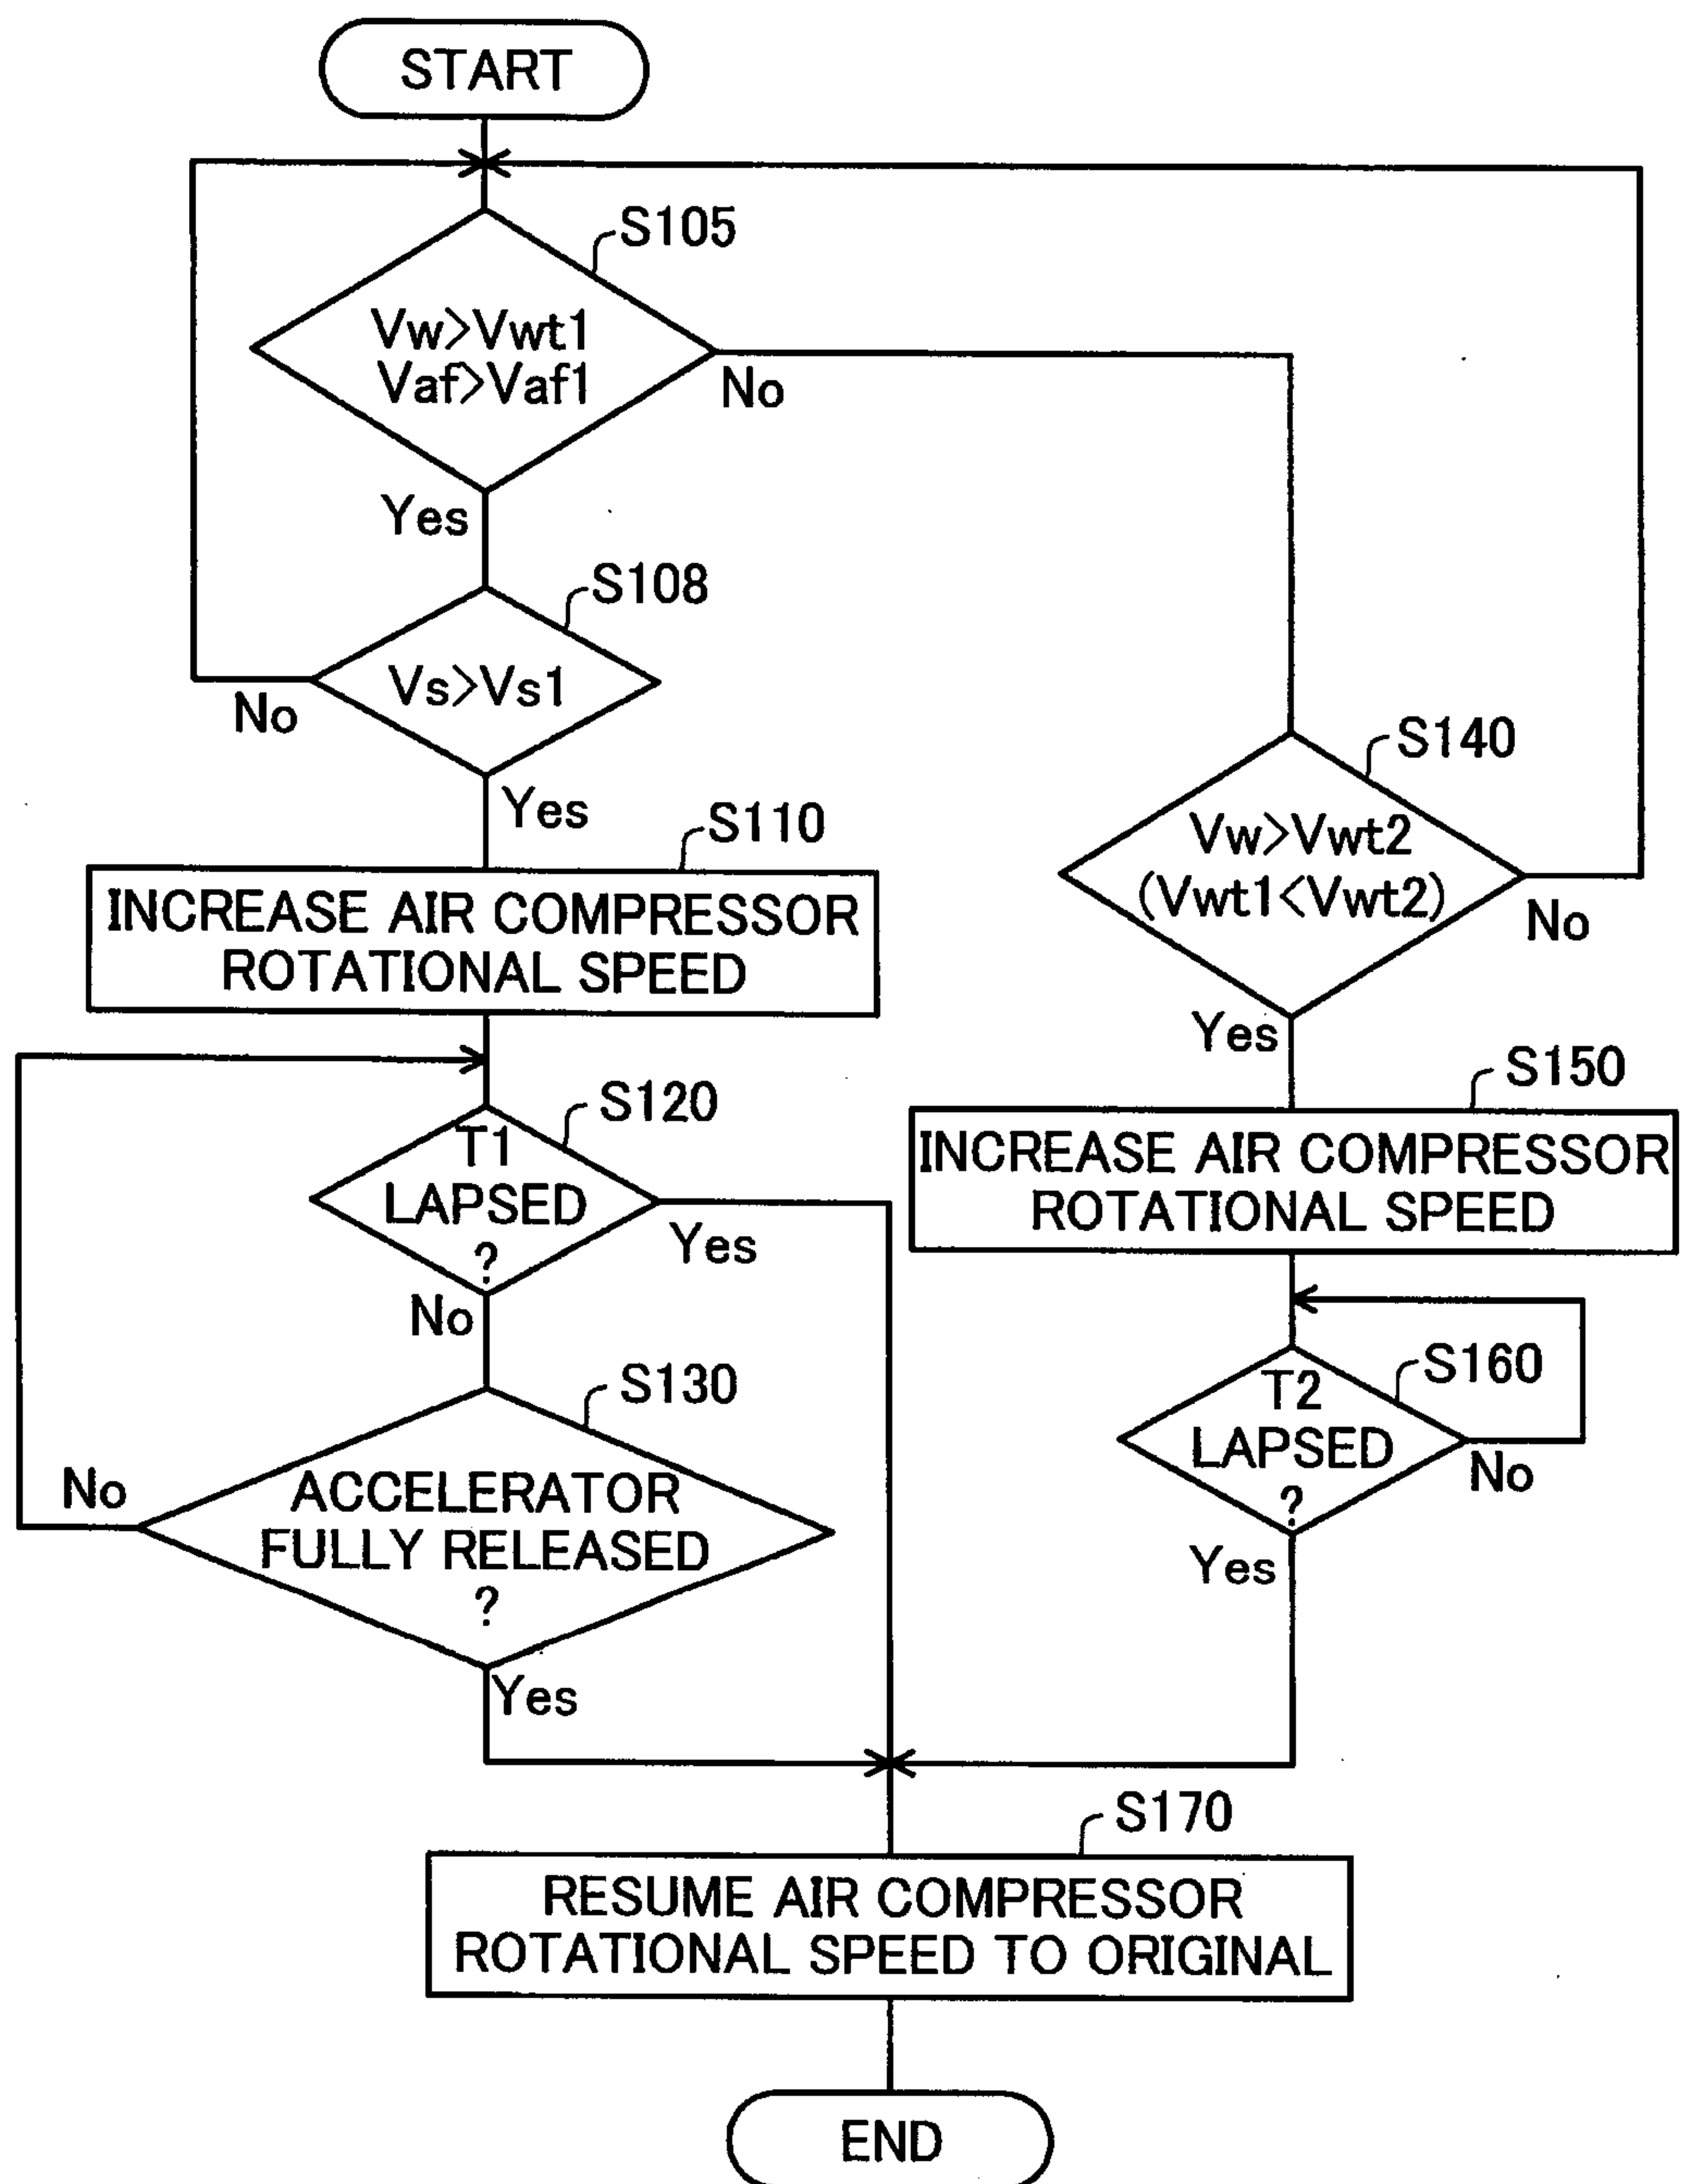 START
S105
Vw>Vwt1
Vaf>Vaf1
No
Yes
S108
Vs>Vs1
No
Yes
S110
INCREASE AIR COMPRESSOR
ROTATIONAL SPEED
S120
T1
LAPSED
?
Yes
No
S130
ACCELERATOR
FULLY RELEASED
?
No
Yes
S140
Vw>Vwt2
(Vwt1<Vwt2)
No
Yes
S150
INCREASE AIR COMPRESSOR
ROTATIONAL SPEED
S160
T2
LAPSED
?
No
Yes
S170
RESUME AIR COMPRESSOR
ROTATIONAL SPEED TO ORIGINAL
END